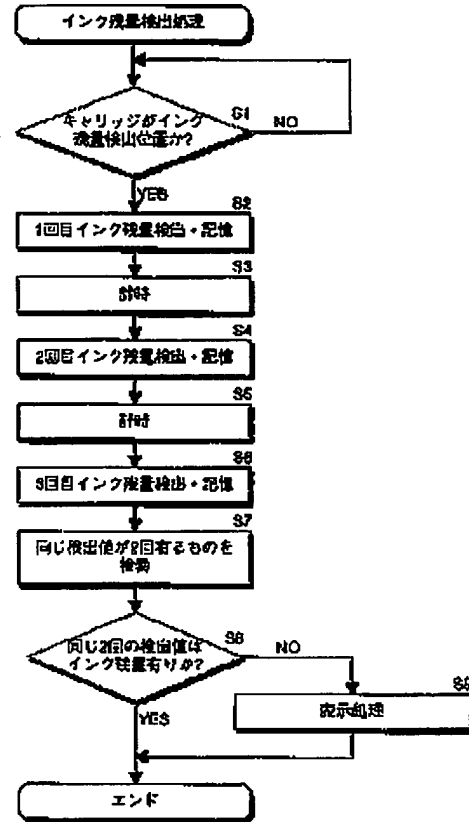 インク残量検出処理
キャリッジがインク
残量検出位置か?
S1
NO
YES
S2
1回目インク残量検出・記憶
S3
計時
S4
2回目インク残量検出・記憶
S5
計時
S6
3回目インク残量検出・記憶
S7
同じ検出値が2回有るものを
検索
同じ2回の検出値は
インク残量有りか?
S8
NO
YES
S9
表示処理
エンド